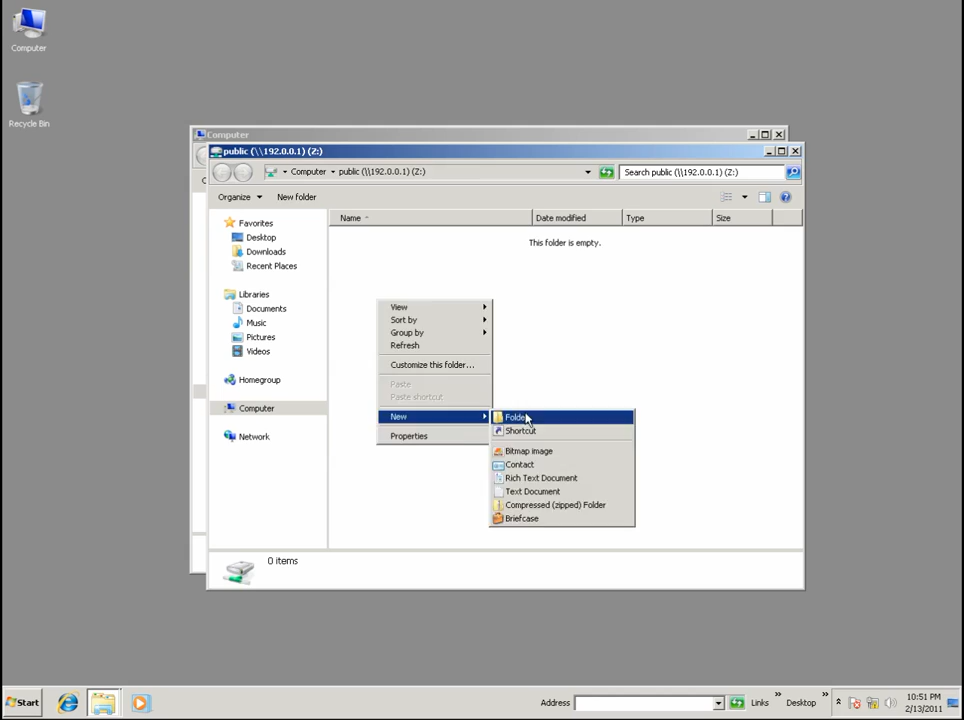 Computer
Recycle Bin
Computer
public (\\192.0.0.1) (Z:)
Computer public (\\192.0.0.1) (Z:)
Search public (\\192.0.0.1) (Z:)
Organize New folder
Name Date modified Type Size
This folder is empty.
Favorites
Desktop
Downloads
Recent Places
Libraries
Documents
Music
Pictures
Videos
Homegroup
Computer
Network
View
Sort by
Group by
Refresh
Customize this folder...
Paste
Paste shortcut
New
Properties
Folder
Shortcut
Bitmap image
Contact
Rich Text Document
Text Document
Compressed (zipped) Folder
Briefcase
0 items
Start
Address
Links
Desktop
10:51 PM
2/13/2011